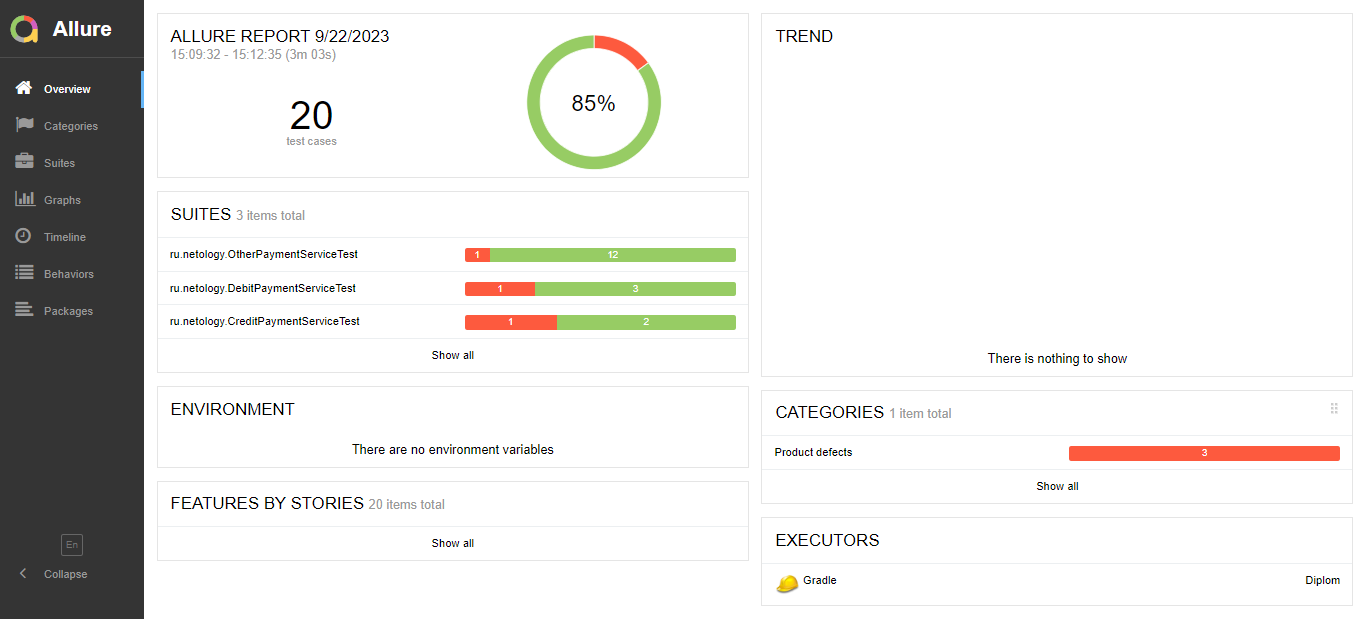 Allure
Overview
Categories
Suites
Graphs
Timeline
Behaviors
Packages
En
Collapse
ALLURE REPORT 9/22/2023
15:09:32 - 15:12:35 (3m 03s)
20
test cases
85%
SUITES 3 items total
ru.netology.OtherPaymentServiceTest 1 12
ru.netology.DebitPaymentServiceTest 1 3
ru.netology.CreditPaymentServiceTest 1 2
Show all
ENVIRONMENT
There are no environment variables
FEATURES BY STORIES 20 items total
Show all
TREND
There is nothing to show
CATEGORIES 1 item total
Product defects 3
Show all
EXECUTORS
Gradle Diplom